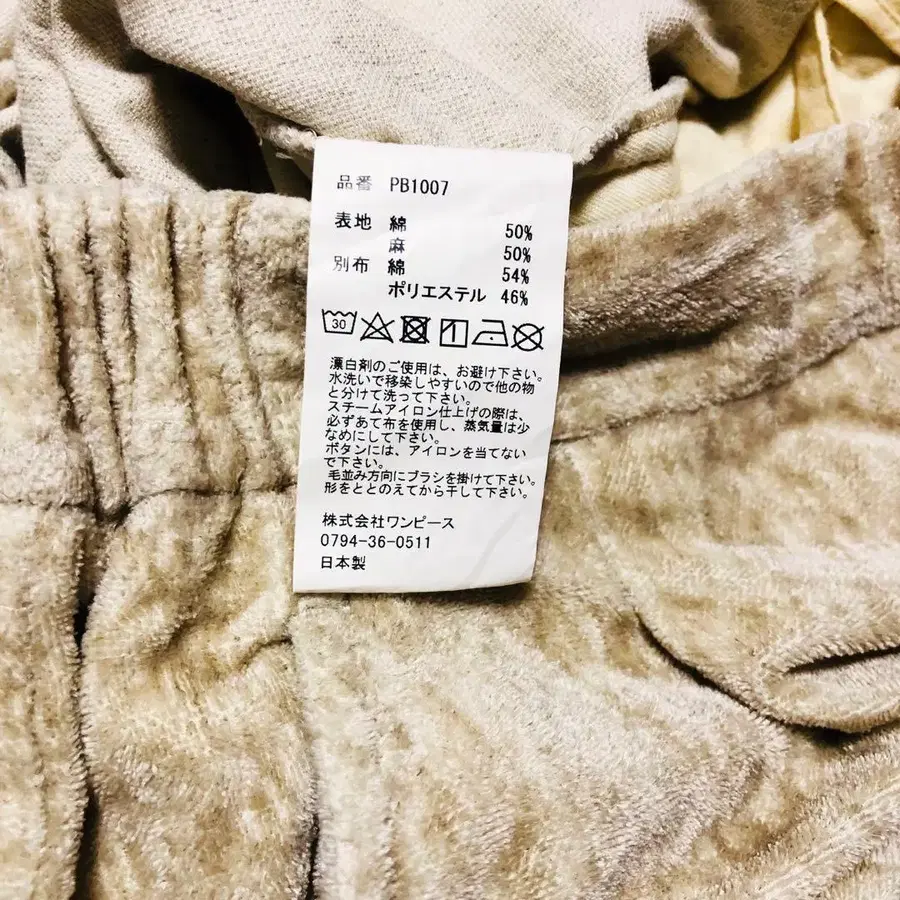 品番 PB1007
表地 綿 50%
麻 50%
別布 綿 54%
ポリエステル 46%
30
漂白剤のご使用は、お避け下さい。
水洗いで移染しやすいので他の物
と分けて洗って下さい。
スチームアイロン仕上げの際は、
必ずあて布を使用し、蒸気量は少
なめにして下さい。
ボタンには、アイロンを当てない
で下さい。
毛並み方向にブラシを掛けて下さい。
形をととのえてから干して下さい。
株式会社ワンピース
0794-36-0511
日本製